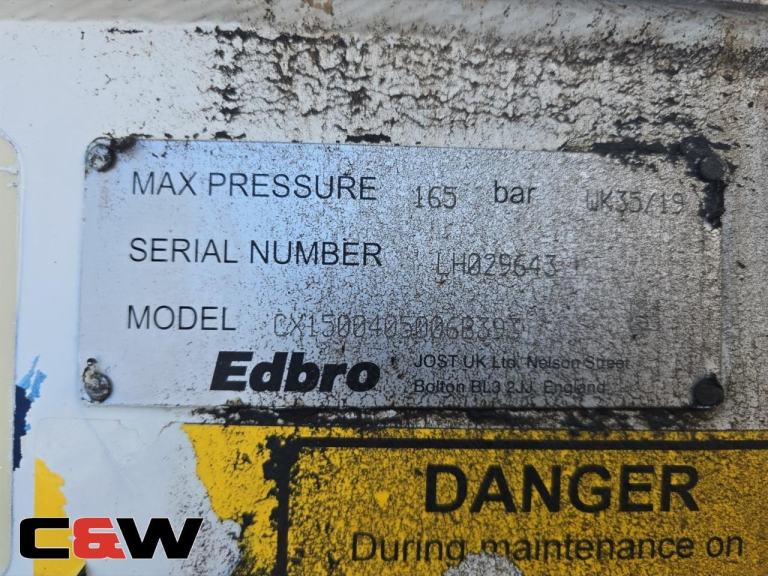 MAX PRESSURE 165 bar WK35/19
SERIAL NUMBER LH029643
MODEL CX15004050068393
Edbro JOST UK Ltd, Nelson Street
Bolton BL3 2JJ, England
DANGER
During maintenance on
C&W